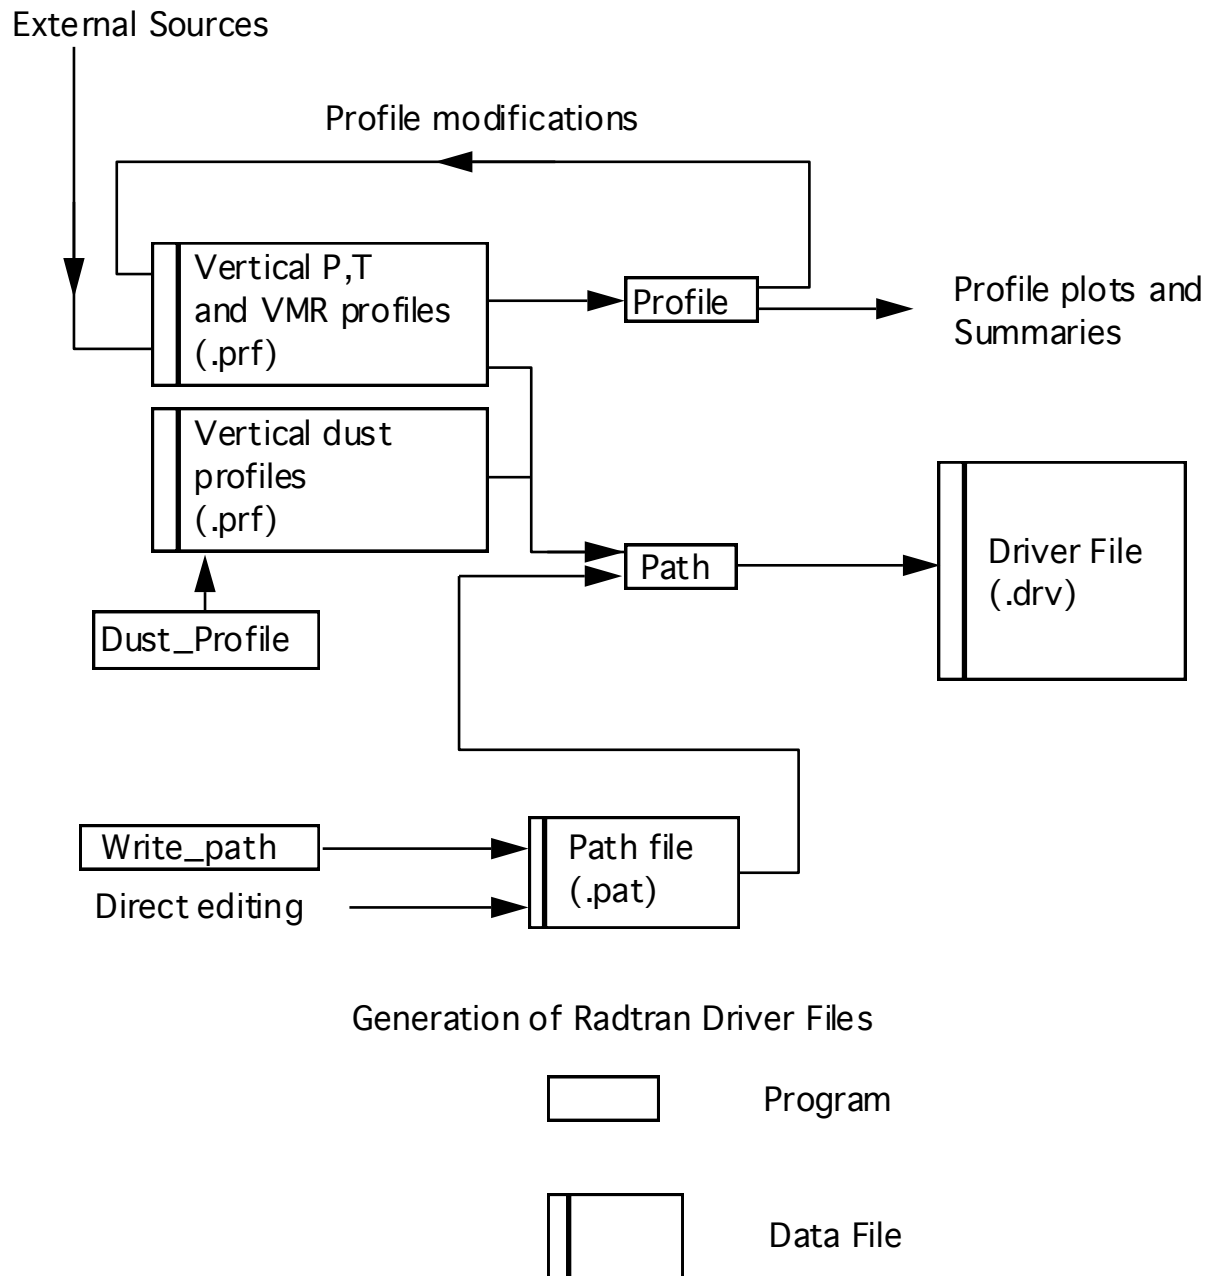 External Sources
Profile modifications
Vertical P,T
and VMR profiles
(.prf)
Profile
Profile plots and
Summaries
Vertical dust
profiles
(.prf)
Path
Driver File
(.drv)
Dust_Profile
Write_path
Direct editing
Path file
(.pat)
Generation of Radtran Driver Files
Program
Data File